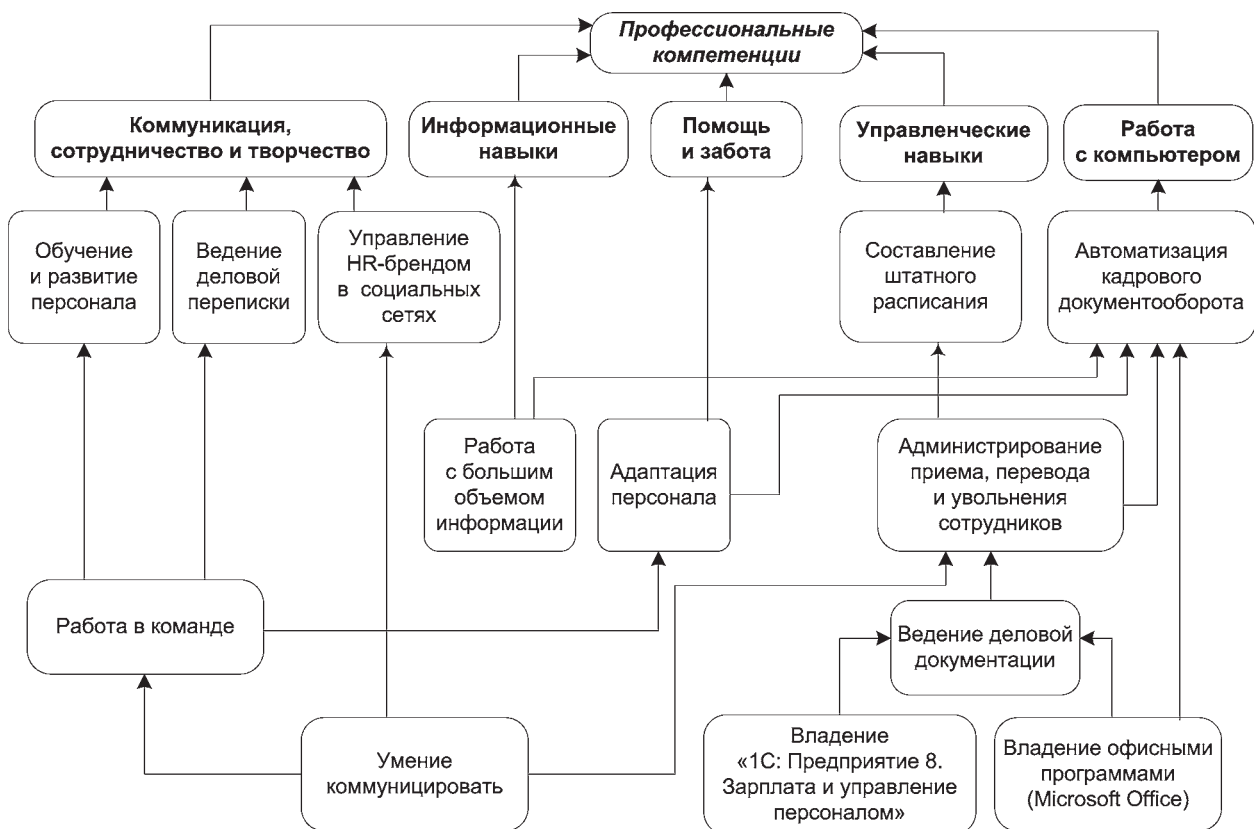 Профессиональные
компетенции
Коммуникация,
сотрудничество и творчество
Информационные
навыки
Помощь
и забота
Управленческие
навыки
Работа
с компьютером
Обучение
и развитие
персонала
Ведение
деловой
переписки
Управление
HR-брендом
в социальных
сетях
Составление
штатного
расписания
Автоматизация
кадрового
документооборота
Работа
с большим
объемом
информации
Адаптация
персонала
Администрирование
приема, перевода
и увольнения
сотрудников
Работа в команде
Ведение деловой
документации
Умение
коммуницировать
Владение
«1С: Предприятие 8.
Зарплата и управление
персоналом»
Владение офисными
программами
(Microsoft Office)